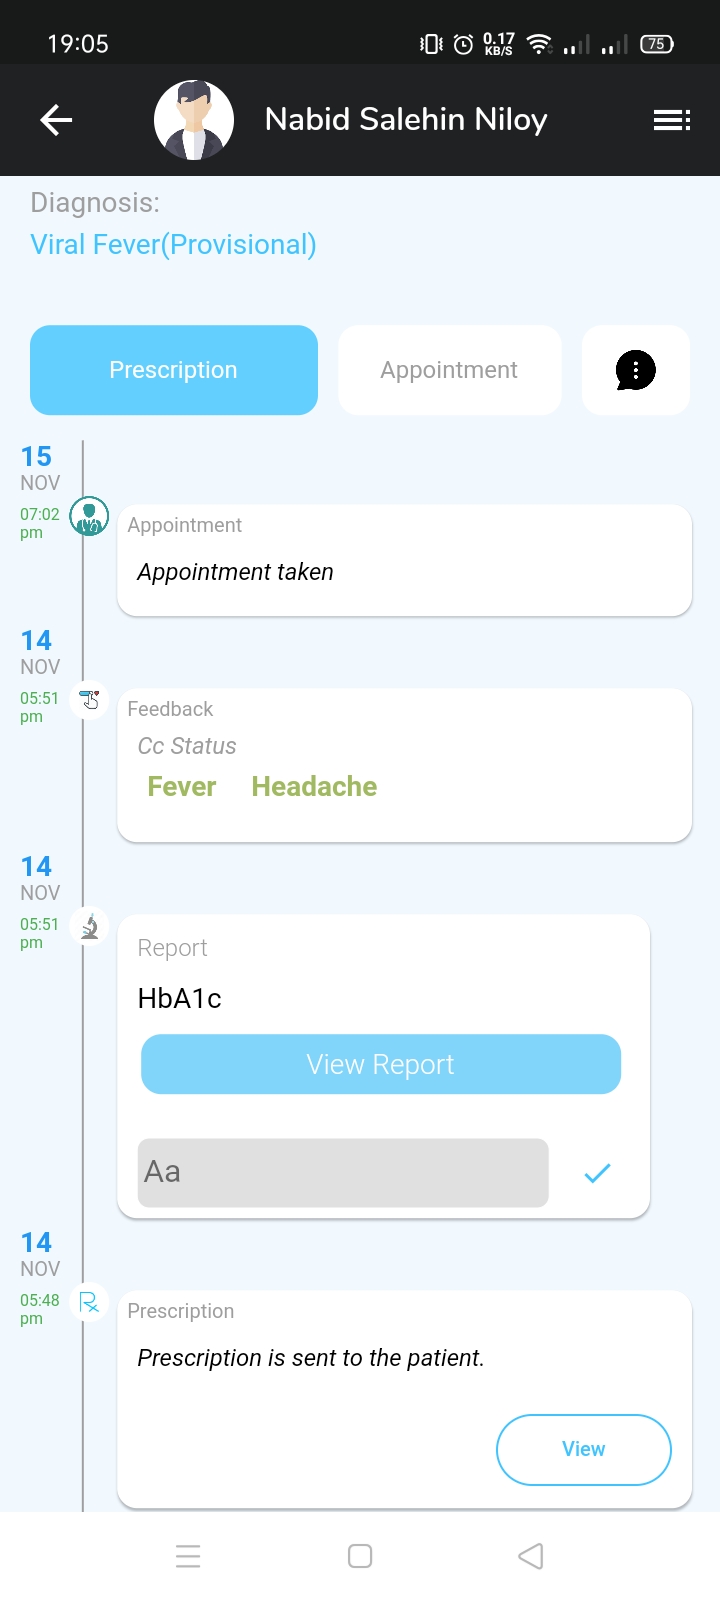 19:05
0.17
KB/S
75
Nabid Salehin Niloy
Diagnosis:
Viral Fever(Provisional)
Prescription
Appointment
15
NOV
07:02
pm
Appointment
Appointment taken
14
NOV
05:51
pm
Feedback
Cc Status
Fever Headache
14
NOV
05:51
pm
Report
HbA1c
View Report
Aa
14
NOV
05:48
pm
Prescription
Prescription is sent to the patient.
View